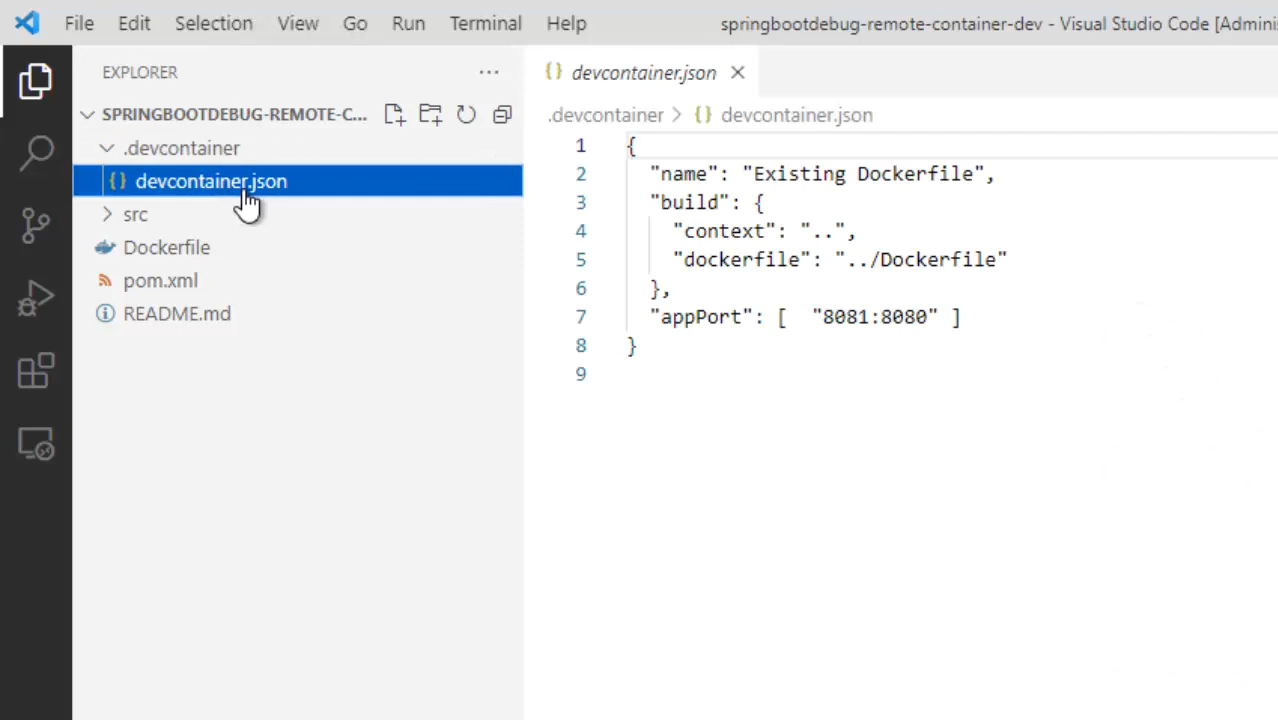 File Edit Selection View Go Run Terminal Help springbootdebug-remote-container-dev - Visual Studio Code [Adminis
EXPLORER
SPRINGBOOTDEBUG-REMOTE-C...
.devcontainer
{} devcontainer.json
src
Dockerfile
pom.xml
README.md
{} devcontainer.json
.devcontainer > {} devcontainer.json
1 {
2 "name": "Existing Dockerfile",
3 "build": {
4 "context": "..",
5 "dockerfile": "../Dockerfile"
6 },
7 "appPort": [ "8081:8080" ]
8 }
9